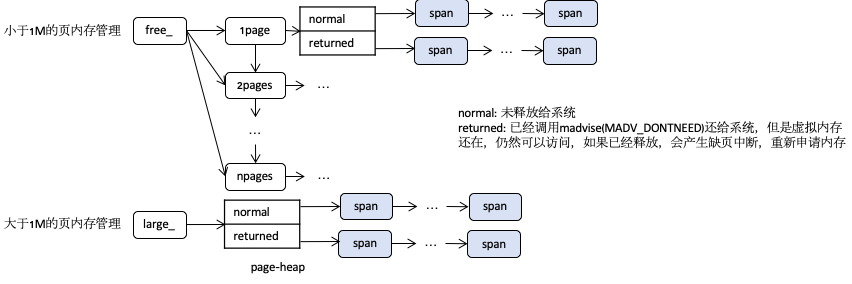 小于1M的页内存管理
free_
1page
normal
returned
span
...
span
span
...
span
2pages
...
...
npages
...
normal: 未释放给系统
returned: 已经调用madvise(MADV_DONTNEED)还给系统，但是虚拟内存
还在，仍然可以访问，如果已经释放，会产生缺页中断，重新申请内存
大于1M的页内存管理
large_
normal
returned
span
...
span
span
...
span
page-heap